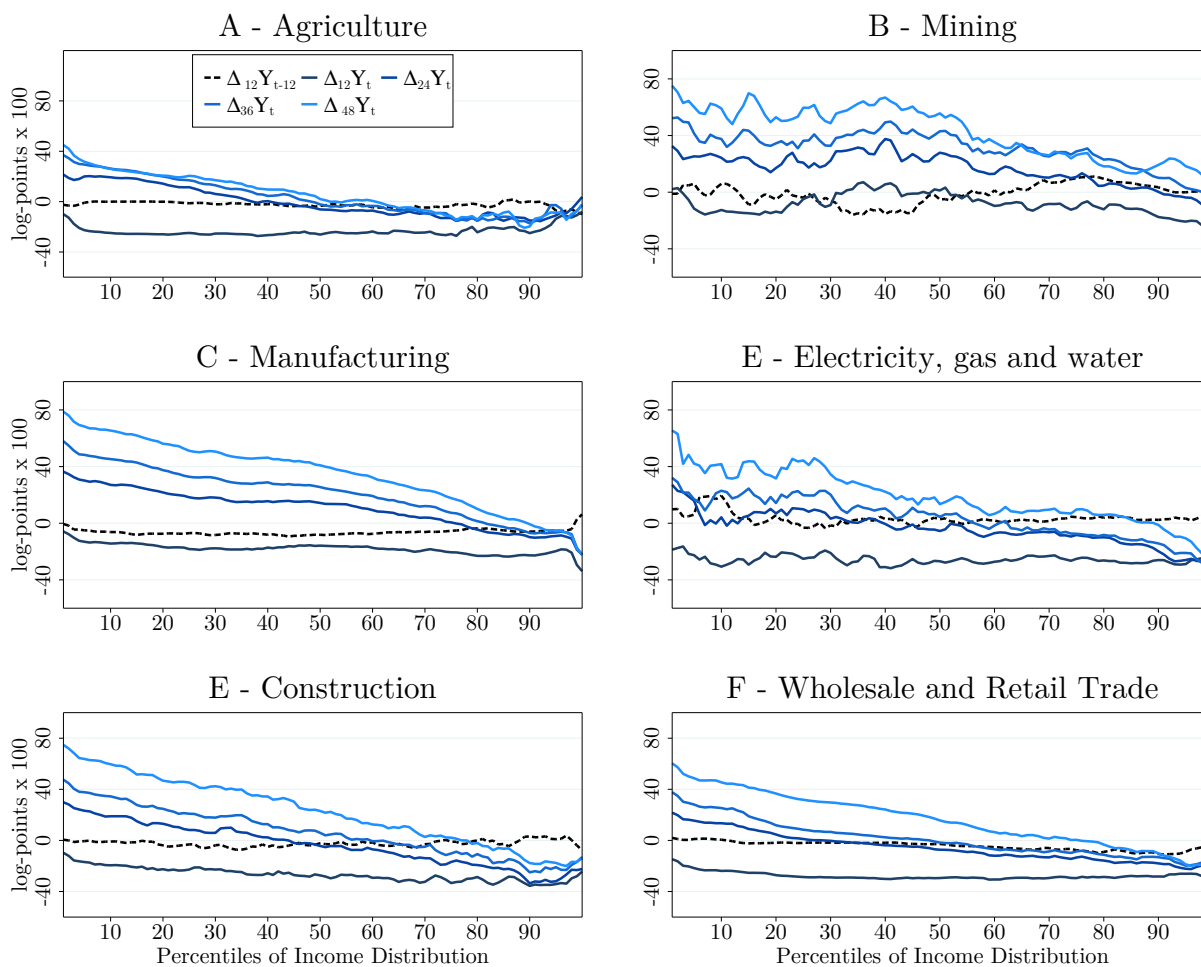 A - Agriculture
B - Mining
Δ₁₂Yₜ₋₁₂ Δ₁₂Yₜ Δ₂₄Yₜ
Δ₃₆Yₜ Δ₄₈Yₜ
log-points x 100
80
40
0
-40
10 20 30 40 50 60 70 80 90
80
40
0
-40
10 20 30 40 50 60 70 80 90
C - Manufacturing
E - Electricity, gas and water
log-points x 100
80
40
0
-40
10 20 30 40 50 60 70 80 90
80
40
0
-40
10 20 30 40 50 60 70 80 90
E - Construction
F - Wholesale and Retail Trade
log-points x 100
80
40
0
-40
10 20 30 40 50 60 70 80 90
Percentiles of Income Distribution
80
40
0
-40
10 20 30 40 50 60 70 80 90
Percentiles of Income Distribution